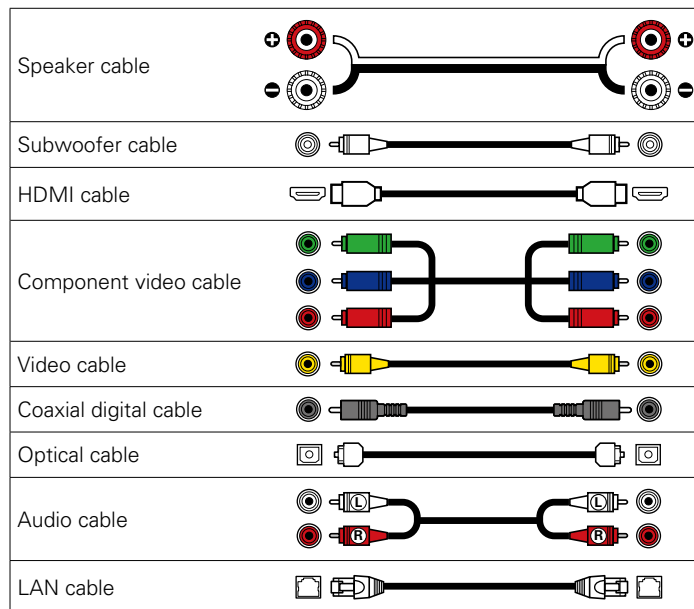 Speaker cable
+ +
- -
Subwoofer cable
HDMI cable
Component video cable
Video cable
Coaxial digital cable
Optical cable
Audio cable
L L
R R
LAN cable